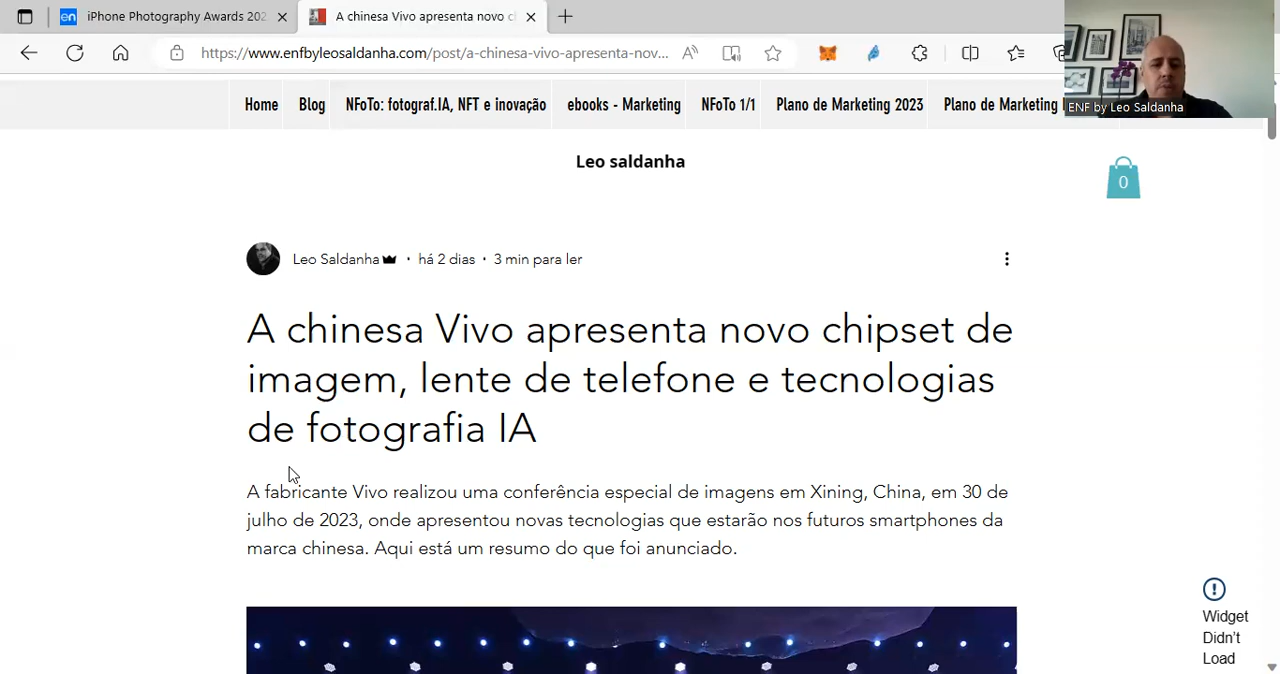 en iPhone Photography Awards 202
A chinesa Vivo apresenta novo c
https://www.enfbyleosaldanha.com/post/a-chinesa-vivo-apresenta-nov...
ENF by Leo Saldanha
Home Blog NFoTo: fotograf.IA, NFT e inovação ebooks - Marketing NFoTo 1/1 Plano de Marketing 2023 Plano de Marketing
Leo saldanha
0
Leo Saldanha · há 2 dias · 3 min para ler
A chinesa Vivo apresenta novo chipset de
imagem, lente de telefone e tecnologias
de fotografia IA
A fabricante Vivo realizou uma conferência especial de imagens em Xining, China, em 30 de
julho de 2023, onde apresentou novas tecnologias que estarão nos futuros smartphones da
marca chinesa. Aqui está um resumo do que foi anunciado.
Widget
Didn't
Load